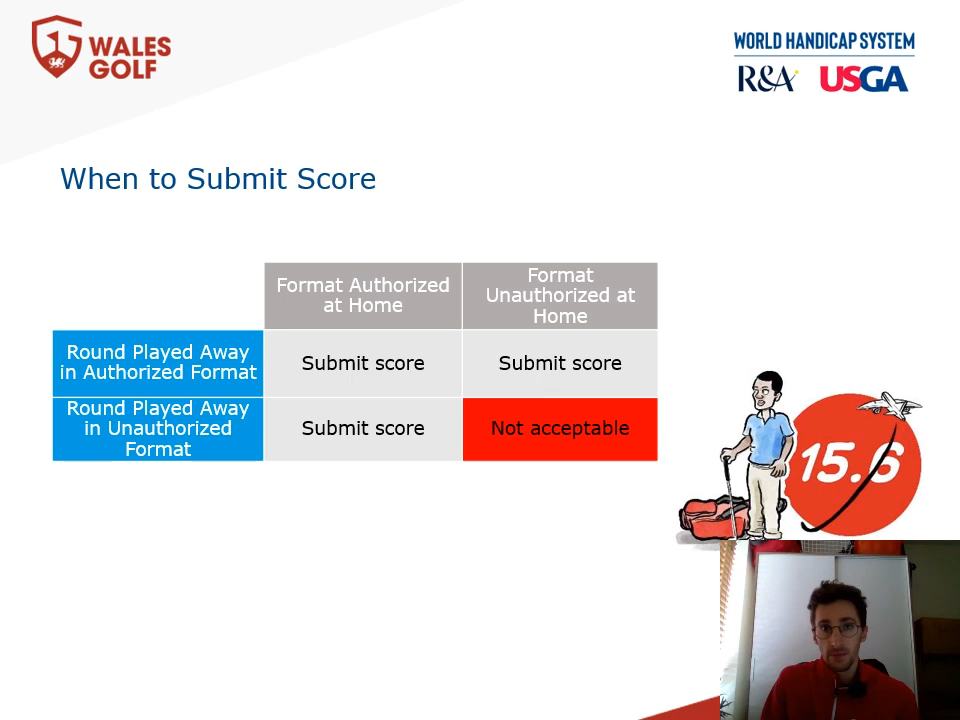 WALES
GOLF
WORLD HANDICAP SYSTEM
R&A USGA
When to Submit Score
Format Authorized
at Home
Format
Unauthorized at
Home
Round Played Away
in Authorized Format
Submit score
Submit score
Round Played Away
in Unauthorized
Format
Submit score
Not acceptable
15.6